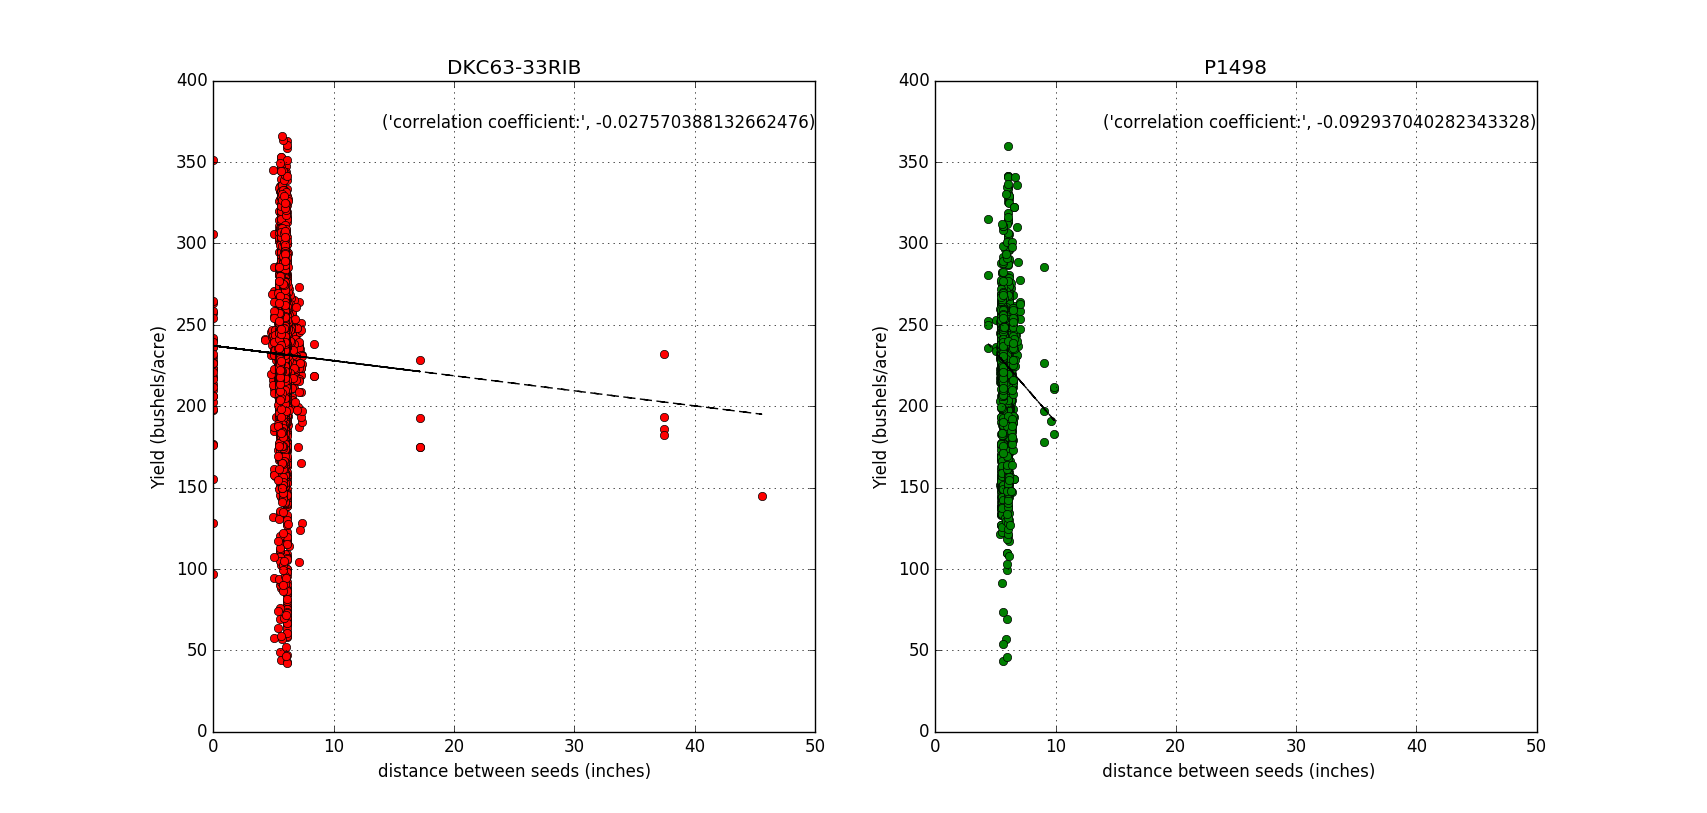 DKC63-33RIB
('correlation coefficient:', -0.027570388132662476)
400
350
300
250
200
150
100
50
0
Yield (bushels/acre)
0 10 20 30 40 50
distance between seeds (inches)
P1498
('correlation coefficient:', -0.092937040282343328)
400
350
300
250
200
150
100
50
0
Yield (bushels/acre)
0 10 20 30 40 50
distance between seeds (inches)